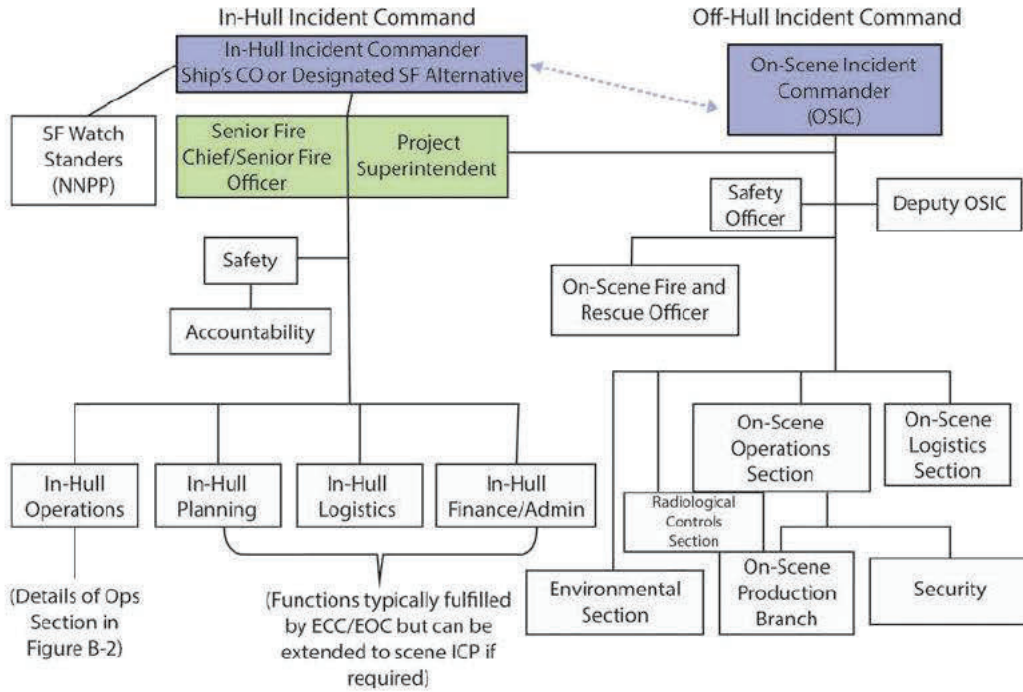 In-Hull Incident Command
Off-Hull Incident Command
In-Hull Incident Commander
Ship's CO or Designated SF Alternative
On-Scene Incident
Commander
(OSIC)
SF Watch
Standers
(NNPP)
Senior Fire
Chief/Senior Fire
Officer
Project
Superintendent
Safety
Officer
Deputy OSIC
Safety
Accountability
On-Scene Fire and
Rescue Officer
In-Hull
Operations
In-Hull
Planning
In-Hull
Logistics
In-Hull
Finance/Admin
On-Scene
Operations
Section
On-Scene
Logistics
Section
Radiological
Controls
Section
Environmental
Section
On-Scene
Production
Branch
Security
(Details of Ops
Section in
Figure B-2)
(Functions typically fulfilled
by ECC/EOC but can be
extended to scene ICP if
required)